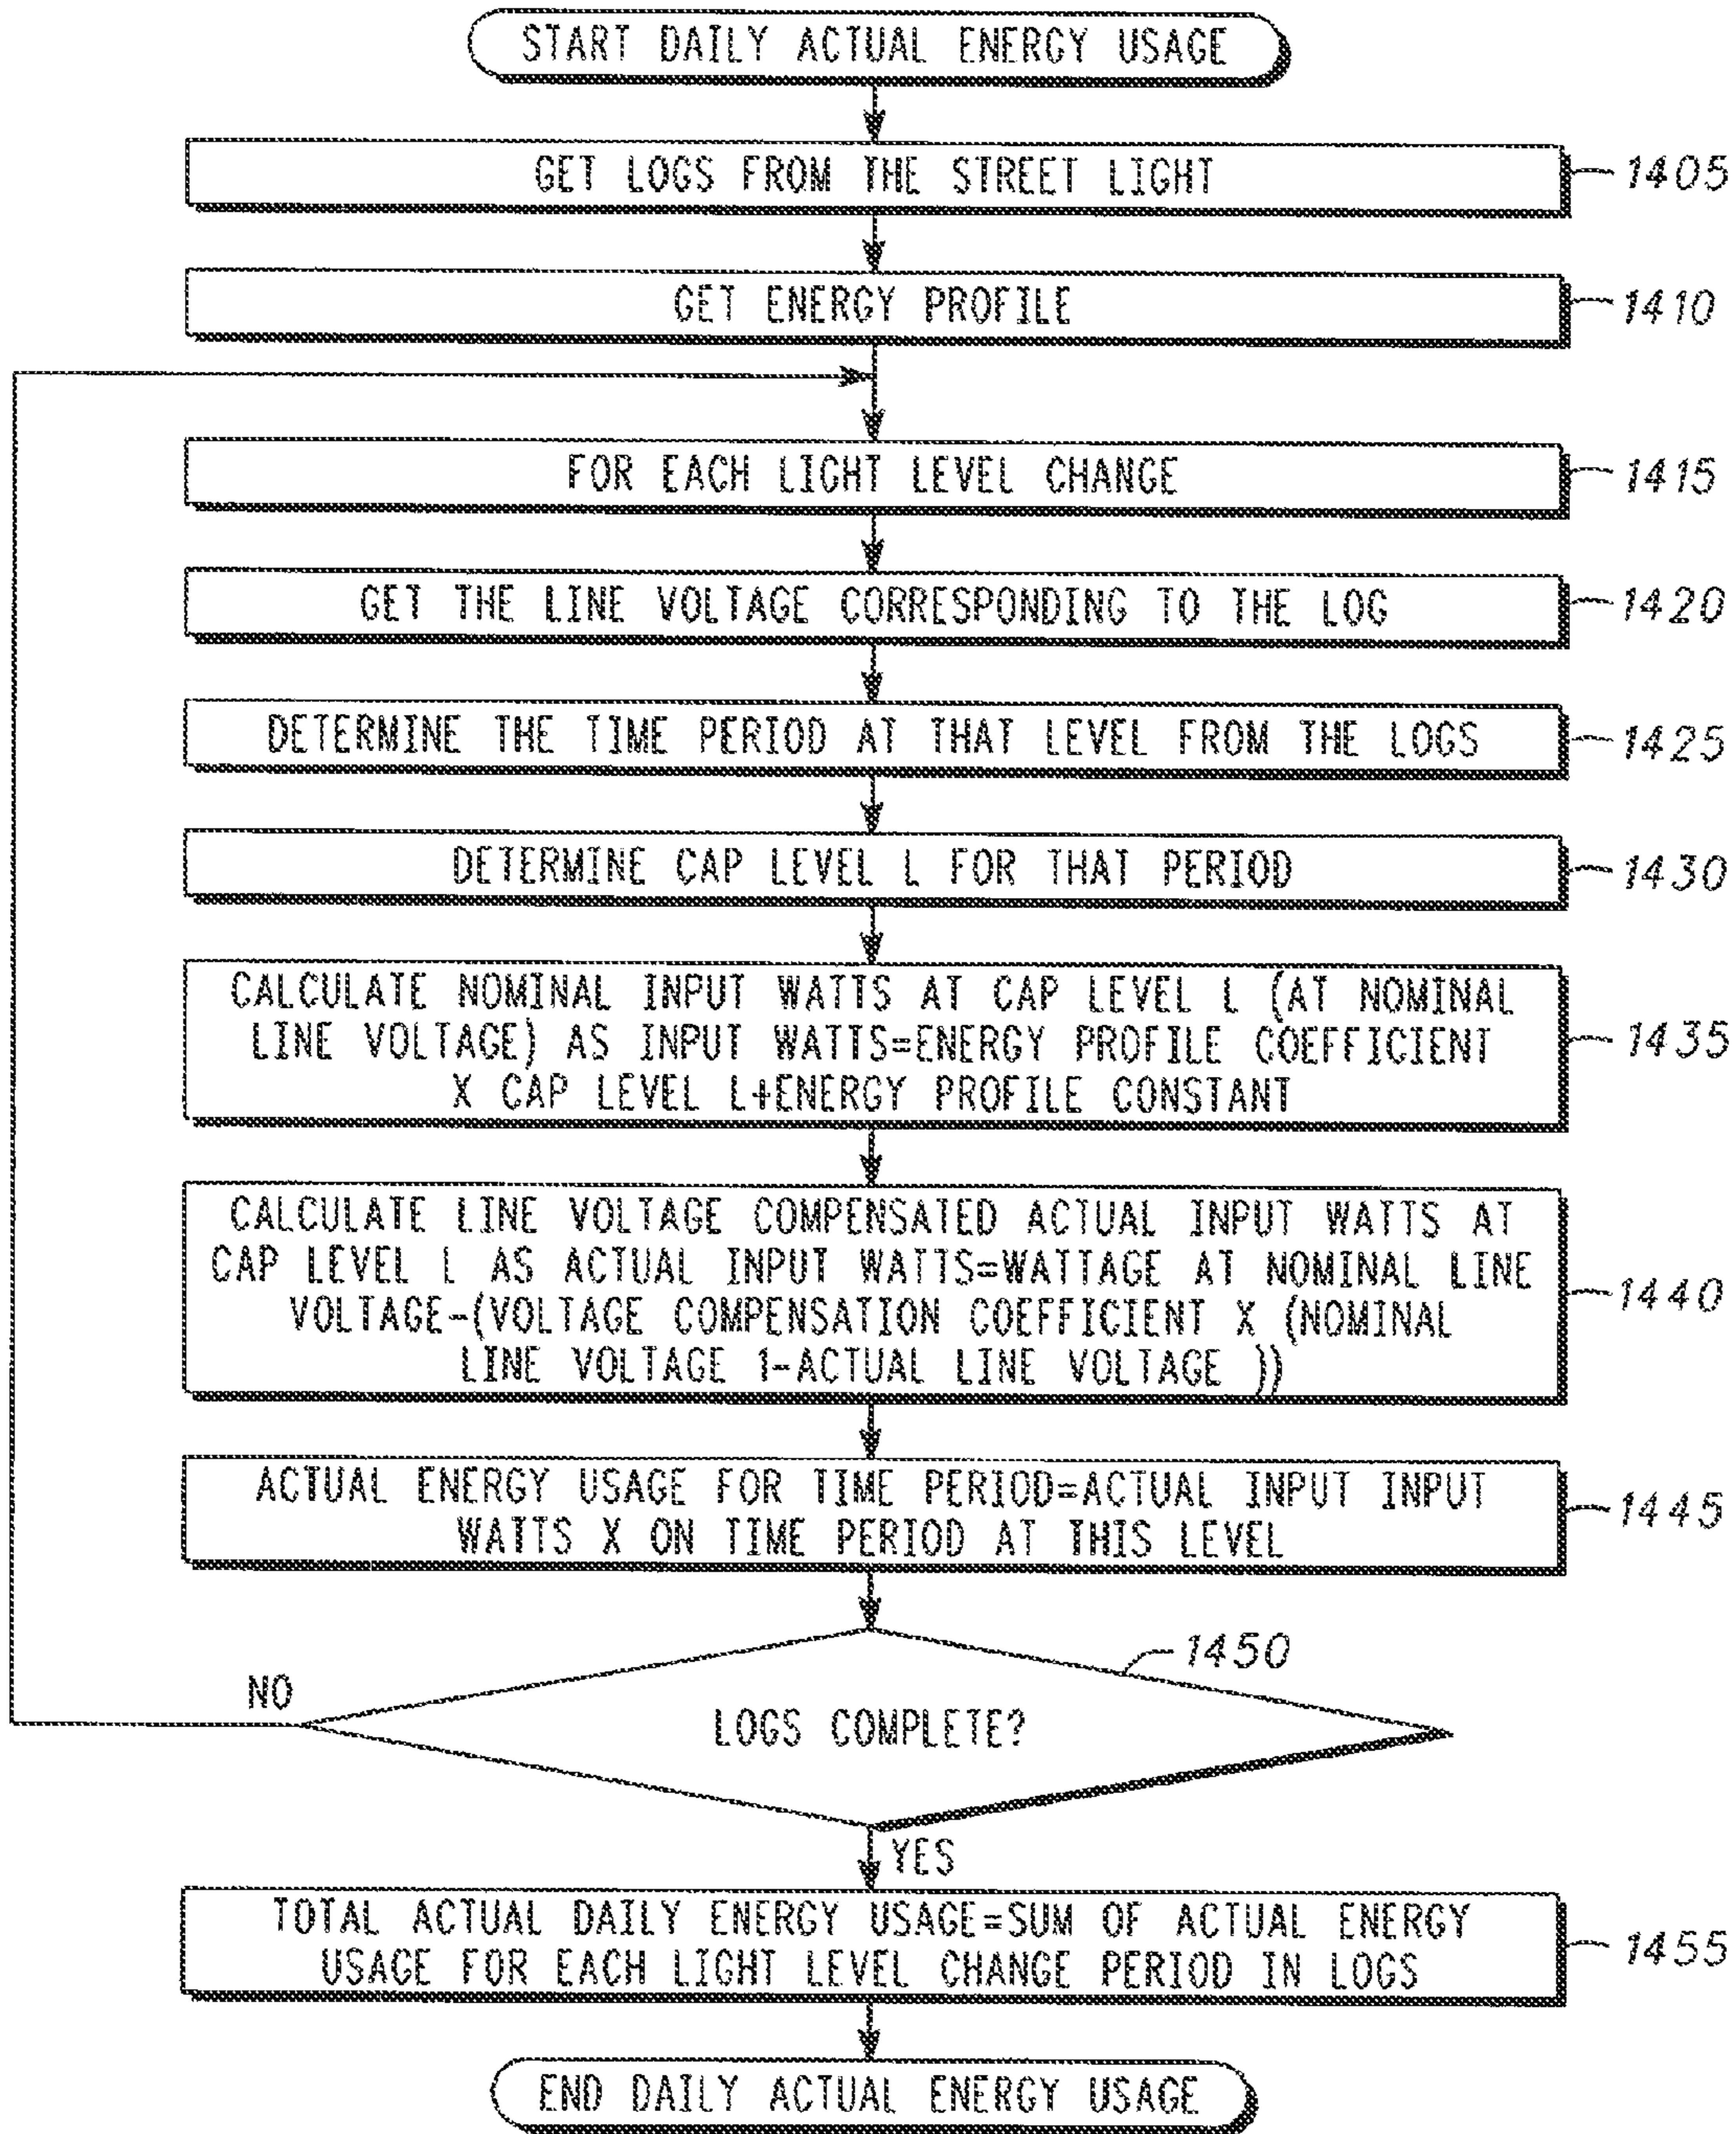 START DAILY ACTUAL ENERGY USAGE
GET LOGS FROM THE STREET LIGHT
1405
GET ENERGY PROFILE
1410
FOR EACH LIGHT LEVEL CHANGE
1415
GET THE LINE VOLTAGE CORRESPONDING TO THE LOG
1420
DETERMINE THE TIME PERIOD AT THAT LEVEL FROM THE LOGS
1425
DETERMINE CAP LEVEL L FOR THAT PERIOD
1430
CALCULATE NOMINAL INPUT WATTS AT CAP LEVEL L (AT NOMINAL
LINE VOLTAGE) AS INPUT WATTS=ENERGY PROFILE COEFFICIENT
X CAP LEVEL L+ENERGY PROFILE CONSTANT
1435
CALCULATE LINE VOLTAGE COMPENSATED ACTUAL INPUT WATTS AT
CAP LEVEL L AS ACTUAL INPUT WATTS=WATTAGE AT NOMINAL LINE
VOLTAGE-(VOLTAGE COMPENSATION COEFFICIENT X (NOMINAL
LINE VOLTAGE 1-ACTUAL LINE VOLTAGE ))
1440
ACTUAL ENERGY USAGE FOR TIME PERIOD=ACTUAL INPUT INPUT
WATTS X ON TIME PERIOD AT THIS LEVEL
1445
1450
NO
LOGS COMPLETE?
YES
TOTAL ACTUAL DAILY ENERGY USAGE=SUM OF ACTUAL ENERGY
USAGE FOR EACH LIGHT LEVEL CHANGE PERIOD IN LOGS
1455
END DAILY ACTUAL ENERGY USAGE